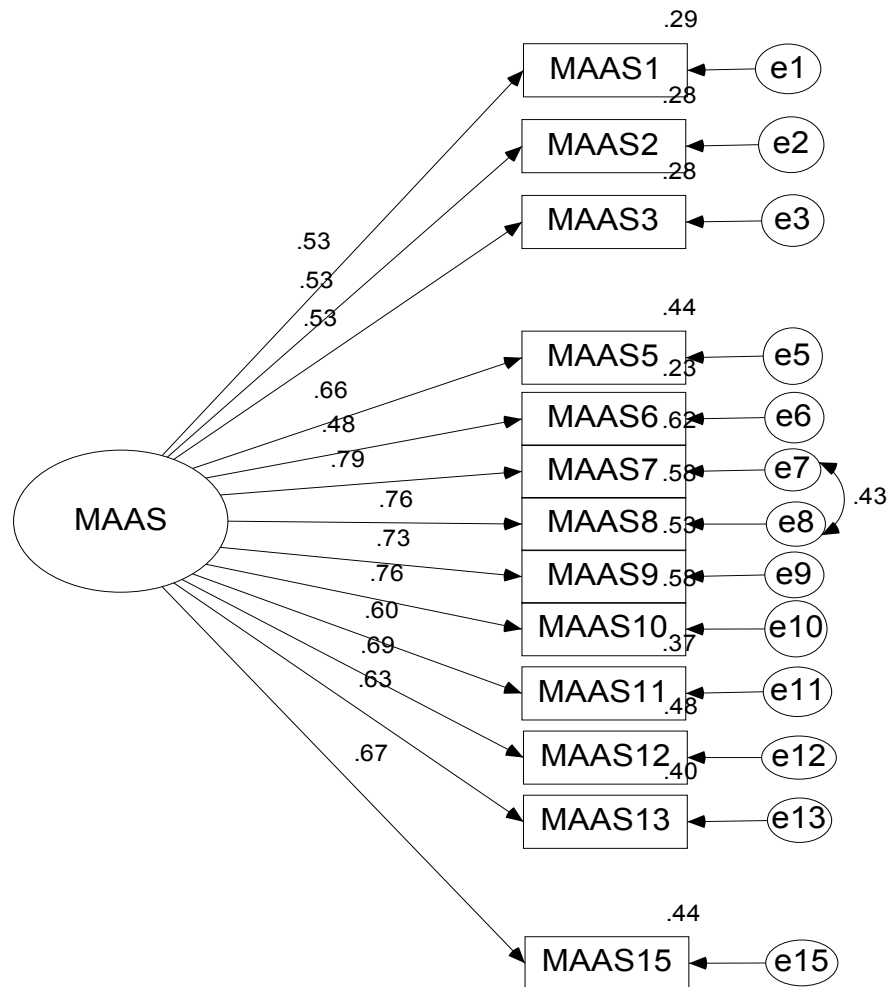 .29
MAAS1
e1
.28
MAAS2
e2
.28
MAAS3
e3
.53
.53
.53
.44
MAAS5
e5
.23
.66
MAAS6
e6
.48
.62
.79
MAAS7
e7
.58
.43
.76
MAAS
MAAS8
e8
.53
.73
MAAS9
e9
.76
.58
.60
MAAS10
e10
.37
.69
.63
MAAS11
e11
.48
MAAS12
e12
.67
.40
MAAS13
e13
.44
MAAS15
e15